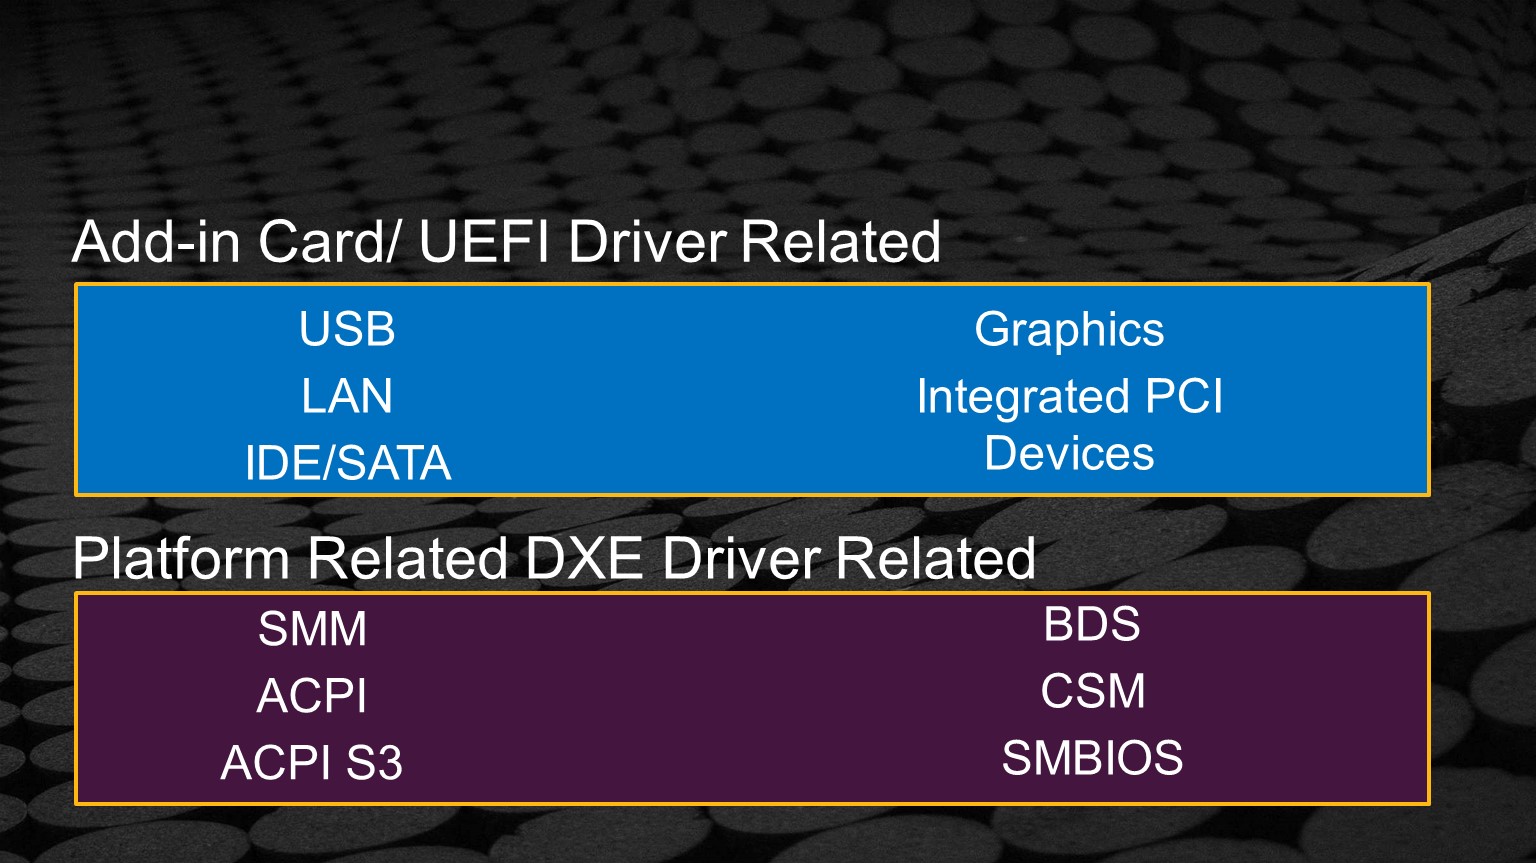 Add-in Card/ UEFI Driver Related
USB
LAN
IDE/SATA
Graphics
Integrated PCI
Devices
Platform Related DXE Driver Related
SMM
ACPI
ACPI S3
BDS
CSM
SMBIOS